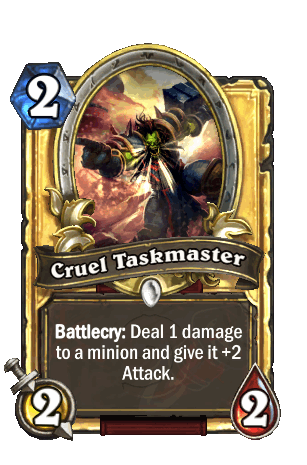 2
Cruel Taskmaster
Battlecry: Deal 1 damage
to a minion and give it +2
Attack.
2
2